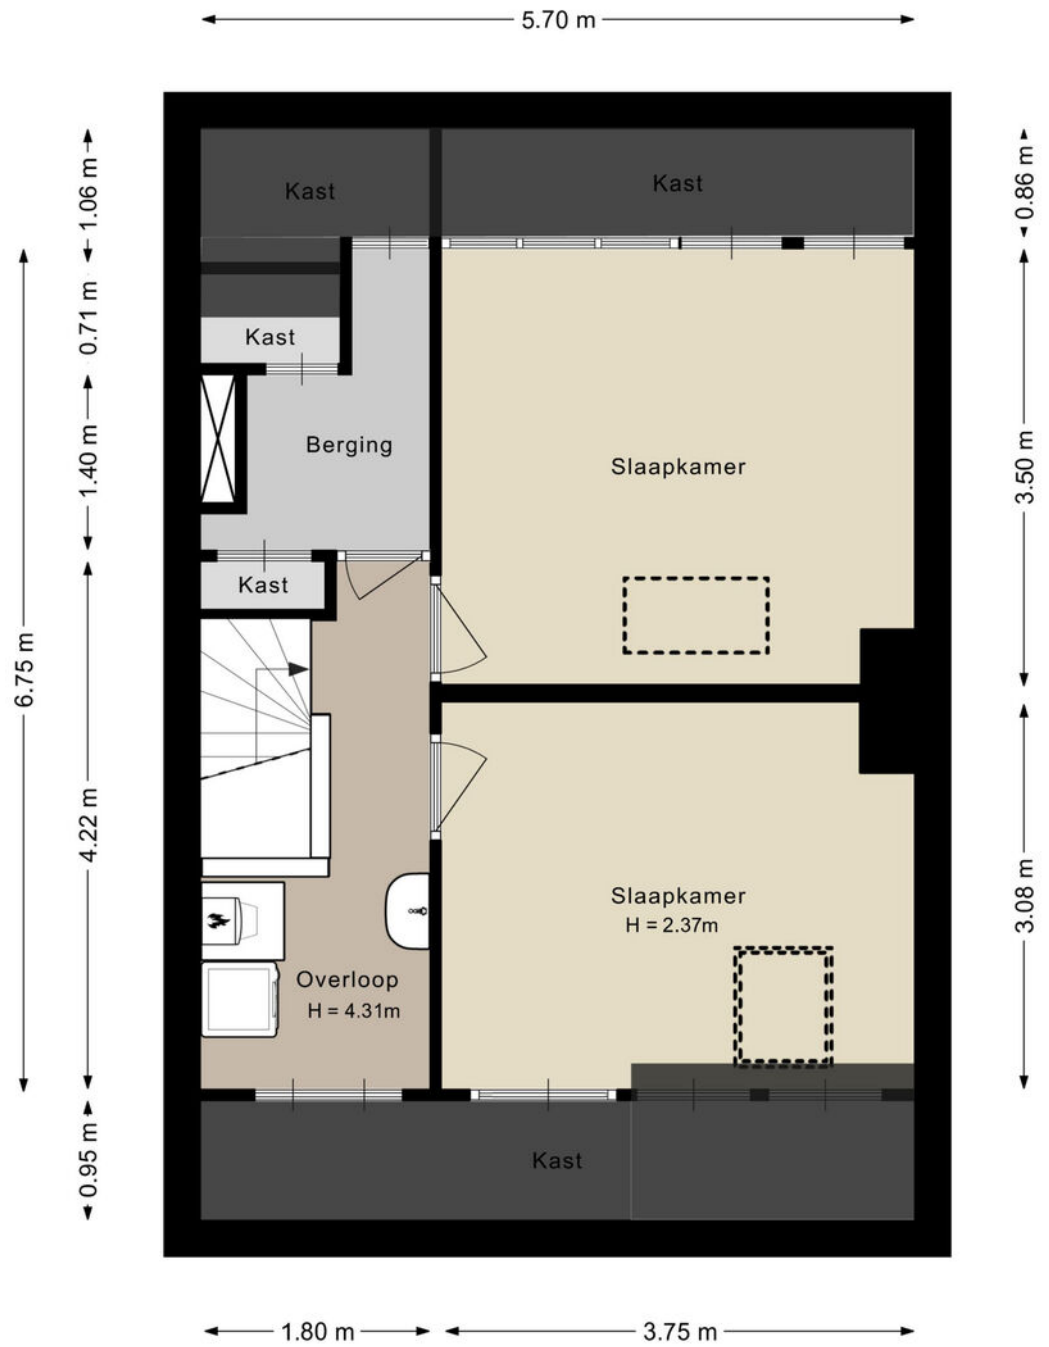 5.70 m
1.06 m
0.86 m
Kast
Kast
0.71 m
Kast
1.40 m
Berging
Slaapkamer
3.50 m
Kast
6.75 m
4.22 m
Slaapkamer
H = 2.37m
3.08 m
Overloop
H = 4.31m
0.95 m
Kast
1.80 m
3.75 m